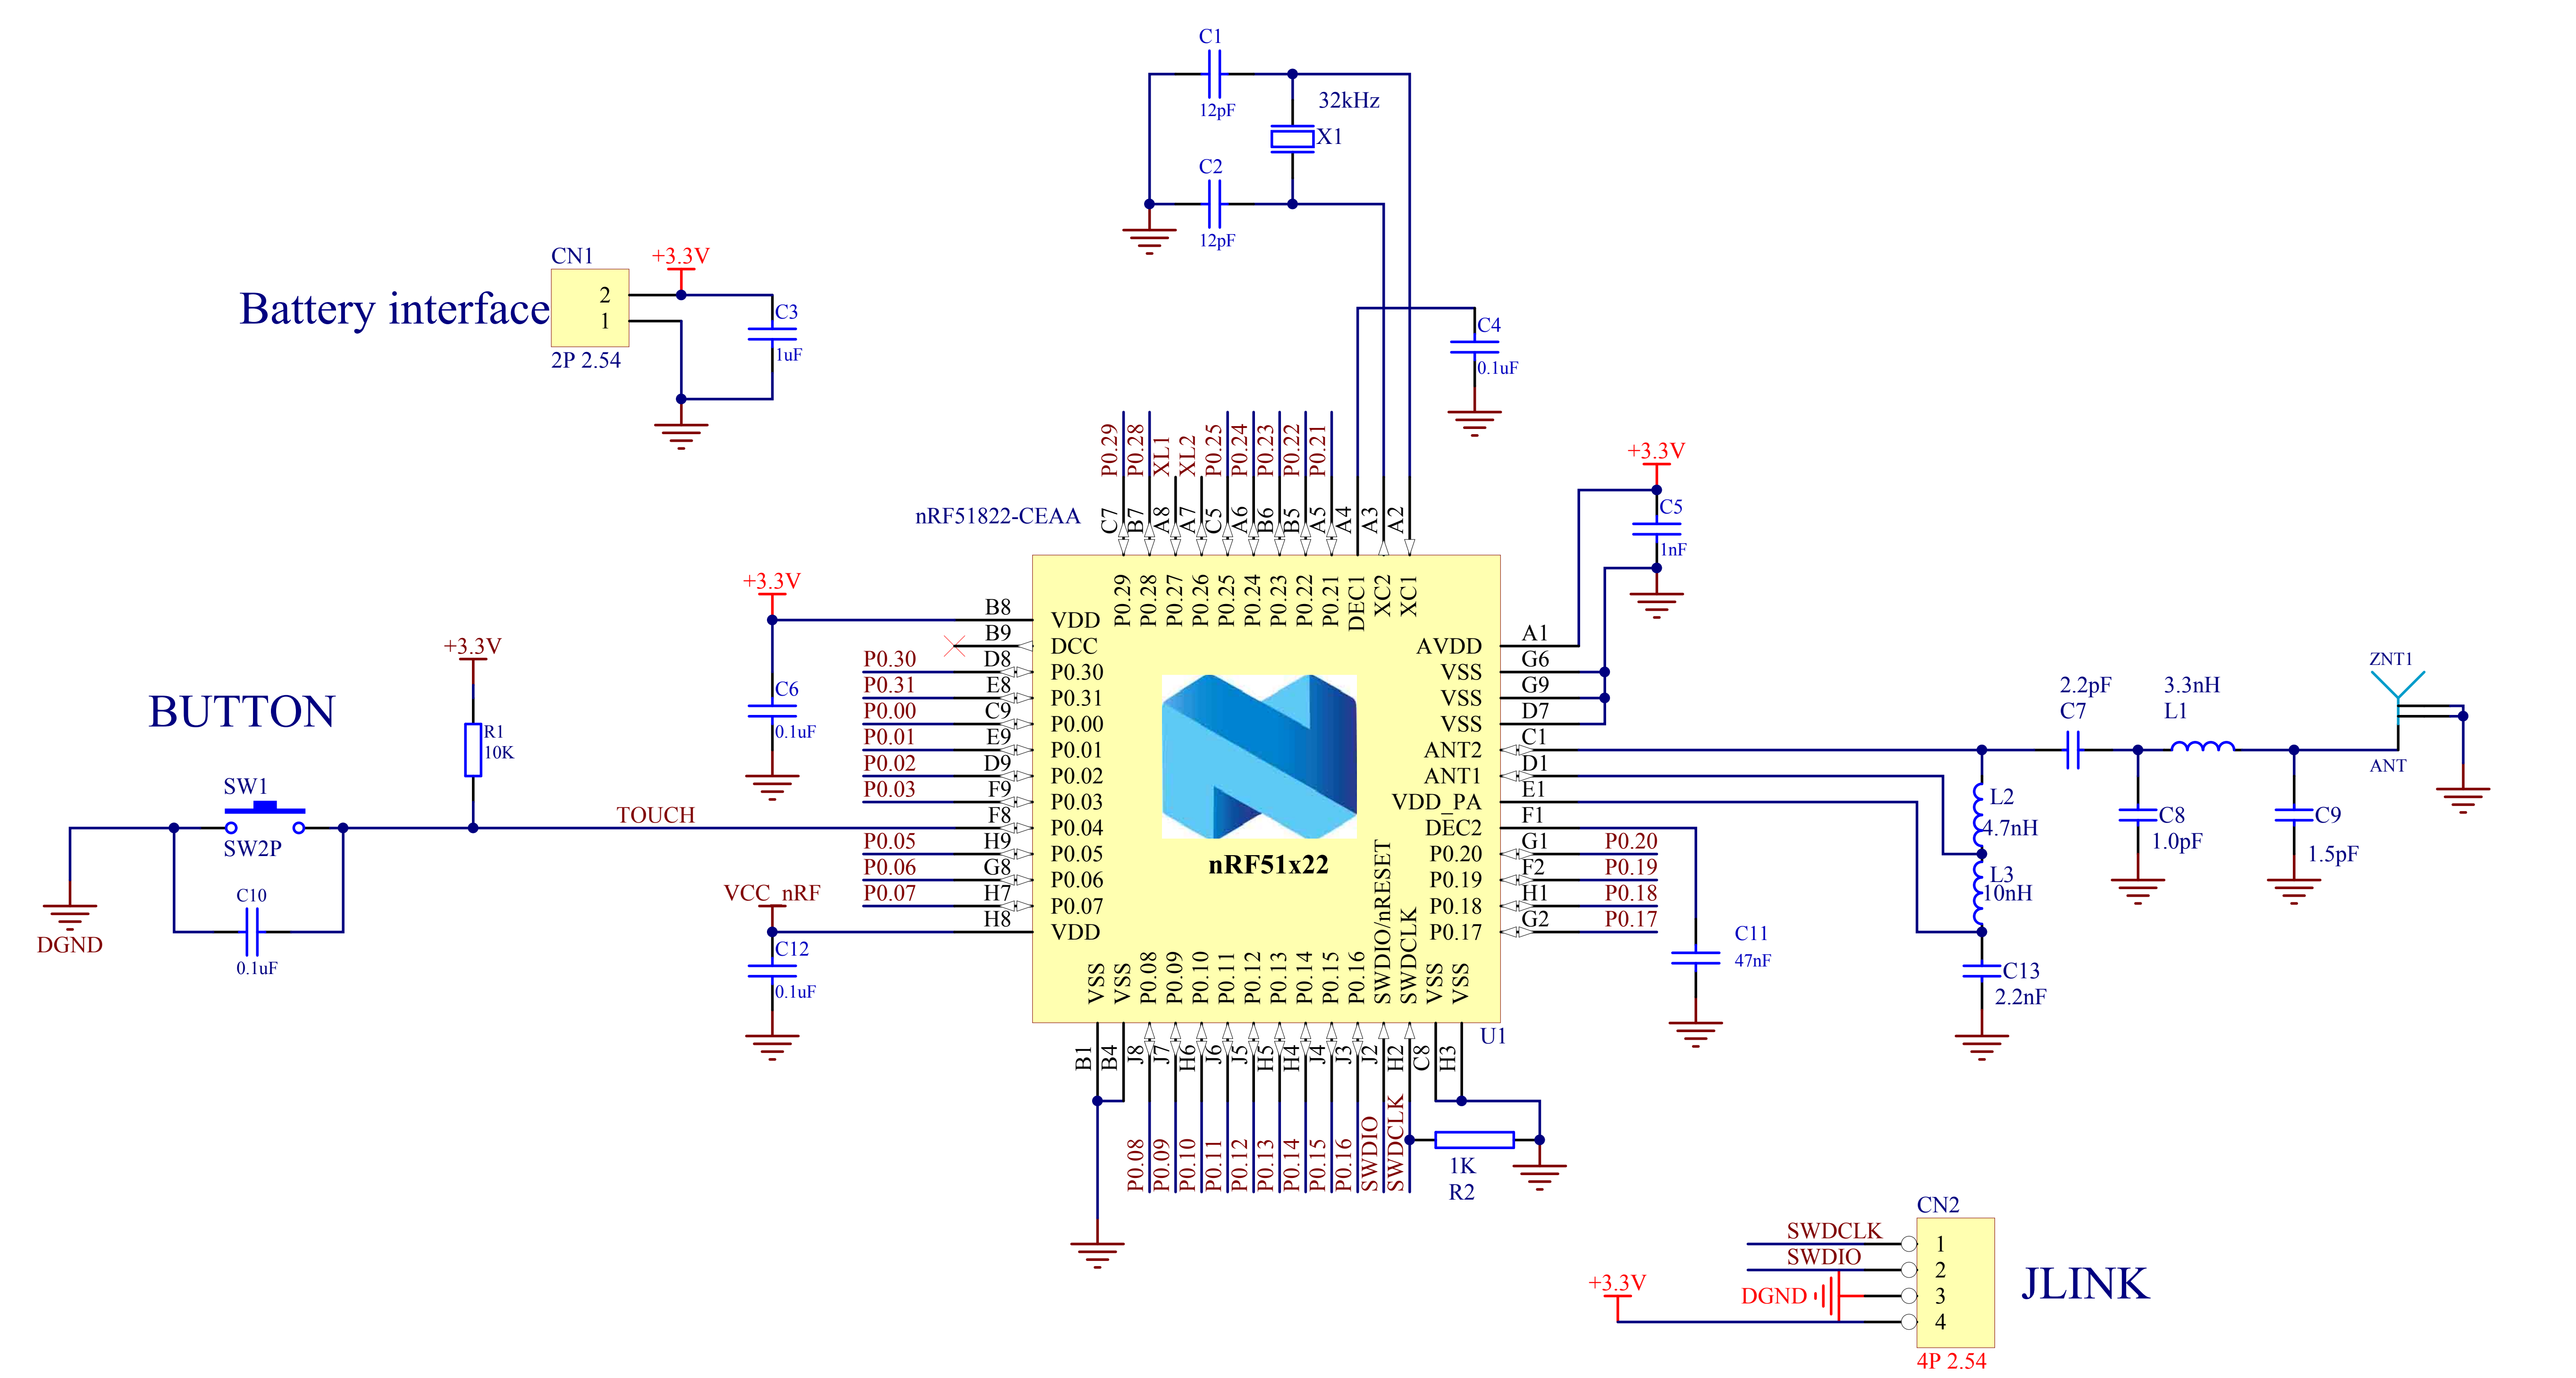 C1
12pF
32kHz
X1
C2
12pF
CN1
+3.3V
Battery interface
2
1
C3
1uF
2P 2.54
C4
0.1uF
P0.29
P0.28
XL1
XL2
P0.25
P0.24
P0.23
P0.22
P0.21
nRF51822-CEAA
C7
B7
A8
A7
C5
A6
B6
B5
A5
A4
A3
A2
P0.29
P0.28
P0.27
P0.26
P0.25
P0.24
P0.23
P0.22
P0.21
DEC1
XC2
XC1
+3.3V
C5
1nF
+3.3V
C6
0.1uF
B8 VDD
B9 DCC
P0.30 D8 P0.30
P0.31 E8 P0.31
P0.00 C9 P0.00
P0.01 E9 P0.01
P0.02 D9 P0.02
P0.03 F9 P0.03
TOUCH F8 P0.04
P0.05 H9 P0.05
P0.06 G8 P0.06
P0.07 H7 P0.07
H8 VDD
VCC_nRF
C12
0.1uF
BUTTON
+3.3V
R1
10K
SW1
SW2P
C10
0.1uF
DGND
nRF51x22
AVDD A1
VSS G6
VSS G9
VSS D7
ANT2 C1
ANT1 D1
VDD_PA E1
DEC2 F1
P0.20 G1 P0.20
P0.19 F2 P0.19
P0.18 H1 P0.18
P0.17 G2 P0.17
2.2pF
C7
3.3nH
L1
ZNT1
ANT
L2
4.7nH
L3
10nH
C8
1.0pF
C9
1.5pF
C11
47nF
C13
2.2nF
VSS
VSS
P0.08
P0.09
P0.10
P0.11
P0.12
P0.13
P0.14
P0.15
P0.16
SWDIO/nRESET
SWDCLK
VSS
VSS
U1
B1
B4
J8
J7
H6
J6
J5
H5
H4
J4
J3
J2
H2
C8
H3
P0.08
P0.09
P0.10
P0.11
P0.12
P0.13
P0.14
P0.15
P0.16
SWDIO
SWDCLK
1K
R2
CN2
SWDCLK 1
SWDIO 2
DGND 3
+3.3V 4
JLINK
4P 2.54